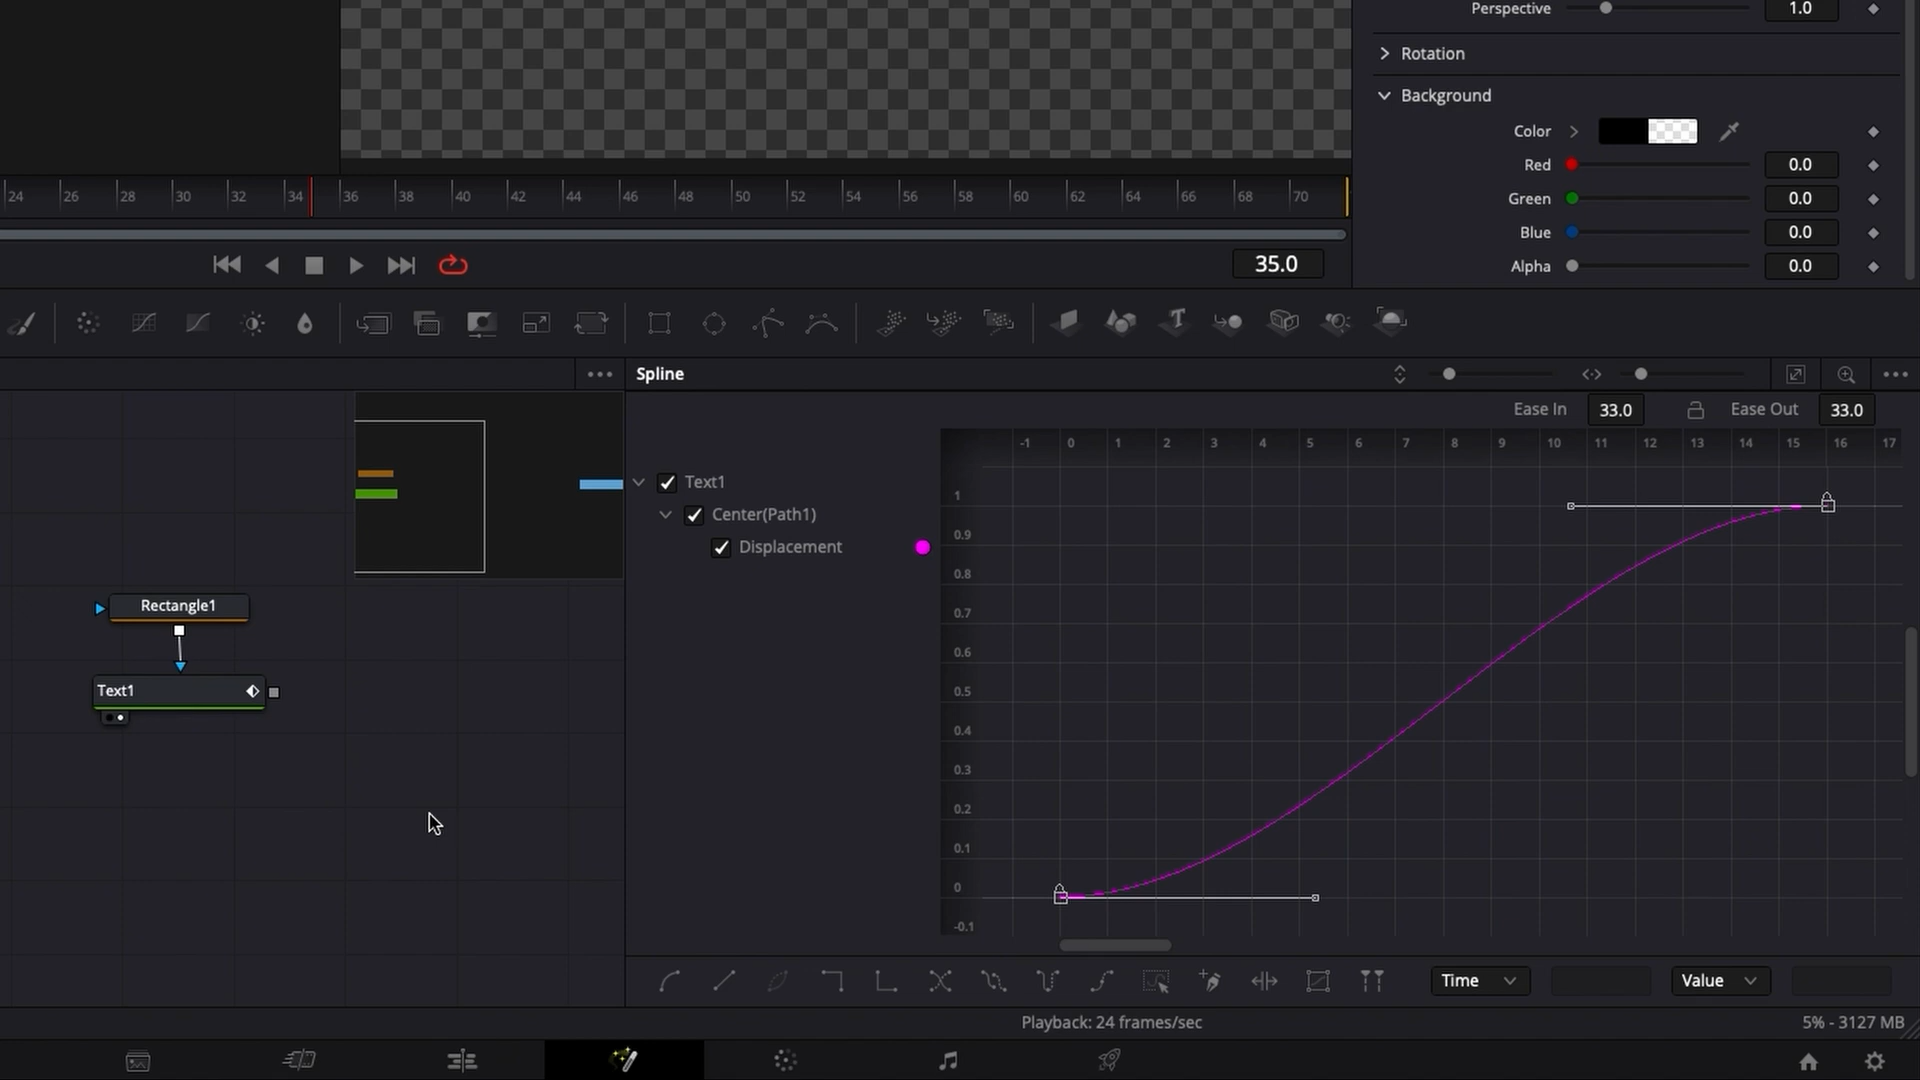 Perspective 1.0
Rotation
Background
Color
Red 0.0
Green 0.0
Blue 0.0
Alpha 0.0
24 26 28 30 32 34 36 38 40 42 44 46 48 50 52 54 56 58 60 62 64 66 68 70
35.0
Spline
Ease In 33.0 Ease Out 33.0
-1 0 1 2 3 4 5 6 7 8 9 10 11 12 13 14 15 16 17
Text1
Center(Path1)
Displacement
1
0.9
0.8
0.7
0.6
0.5
0.4
0.3
0.2
0.1
0
-0.1
Rectangle1
Text1
Time Value
Playback: 24 frames/sec
5% - 3127 MB